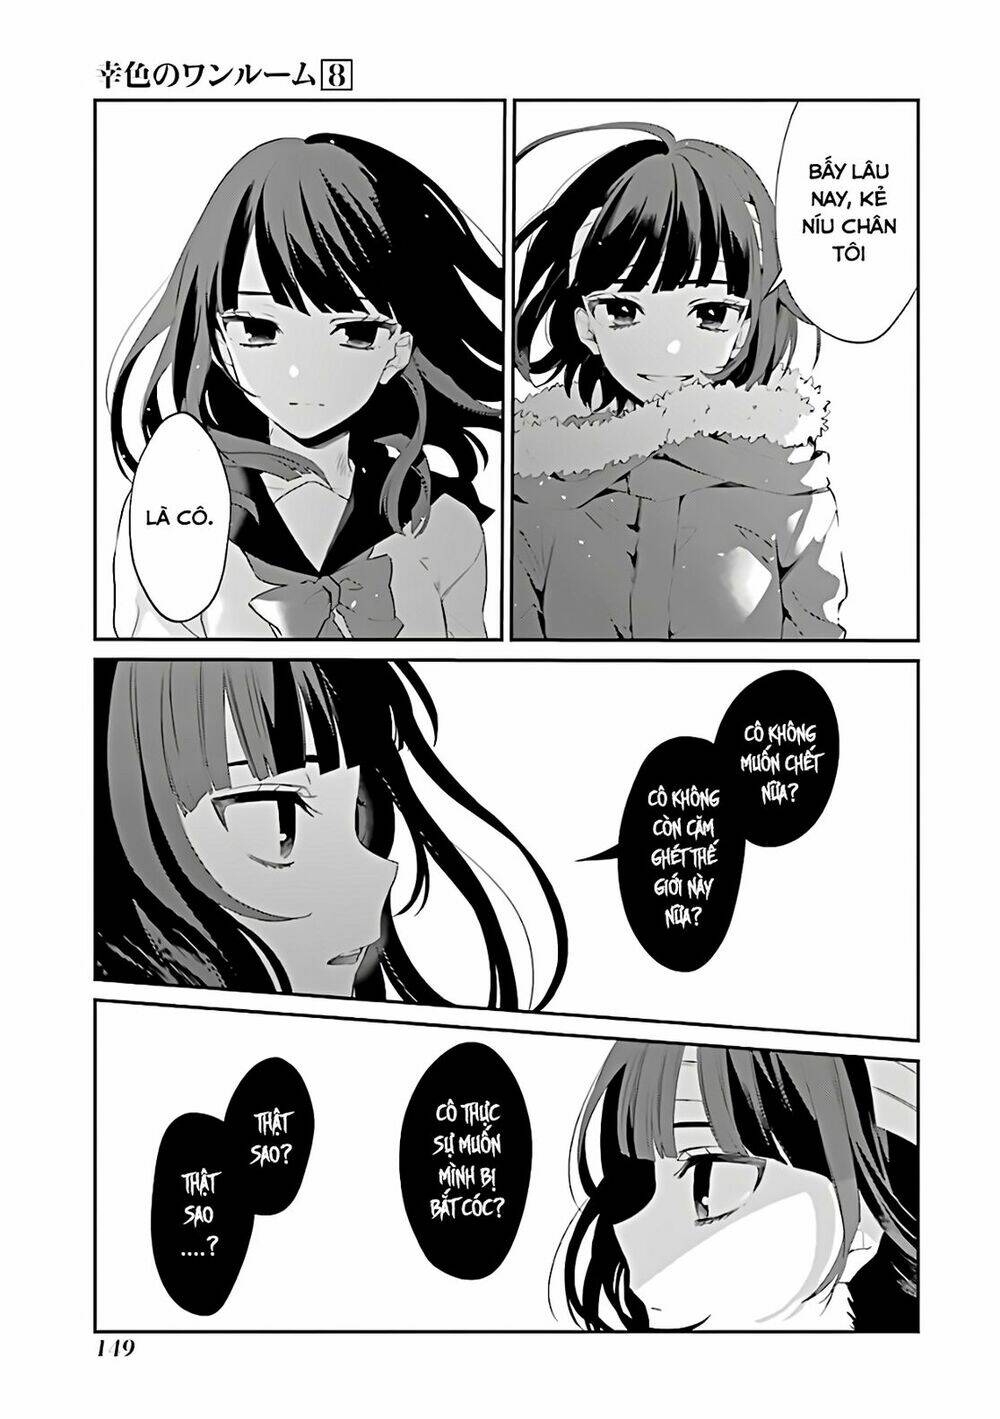 幸色のワンルーム 8
BẤY LÂU
NAY, KẺ
NÍU CHÂN
TÔI
LÀ CÔ.
CÔ KHÔNG
MUỐN CHẾT
NỮA?
CÔ KHÔNG
CÒN CĂM
GHÉT THẾ
GIỚI NÀY
NỮA?
CÔ THỰC
SỰ MUỐN
MÌNH BỊ
BẮT CÓC?
THẬT
SAO?
THẬT
SAO
....?
149